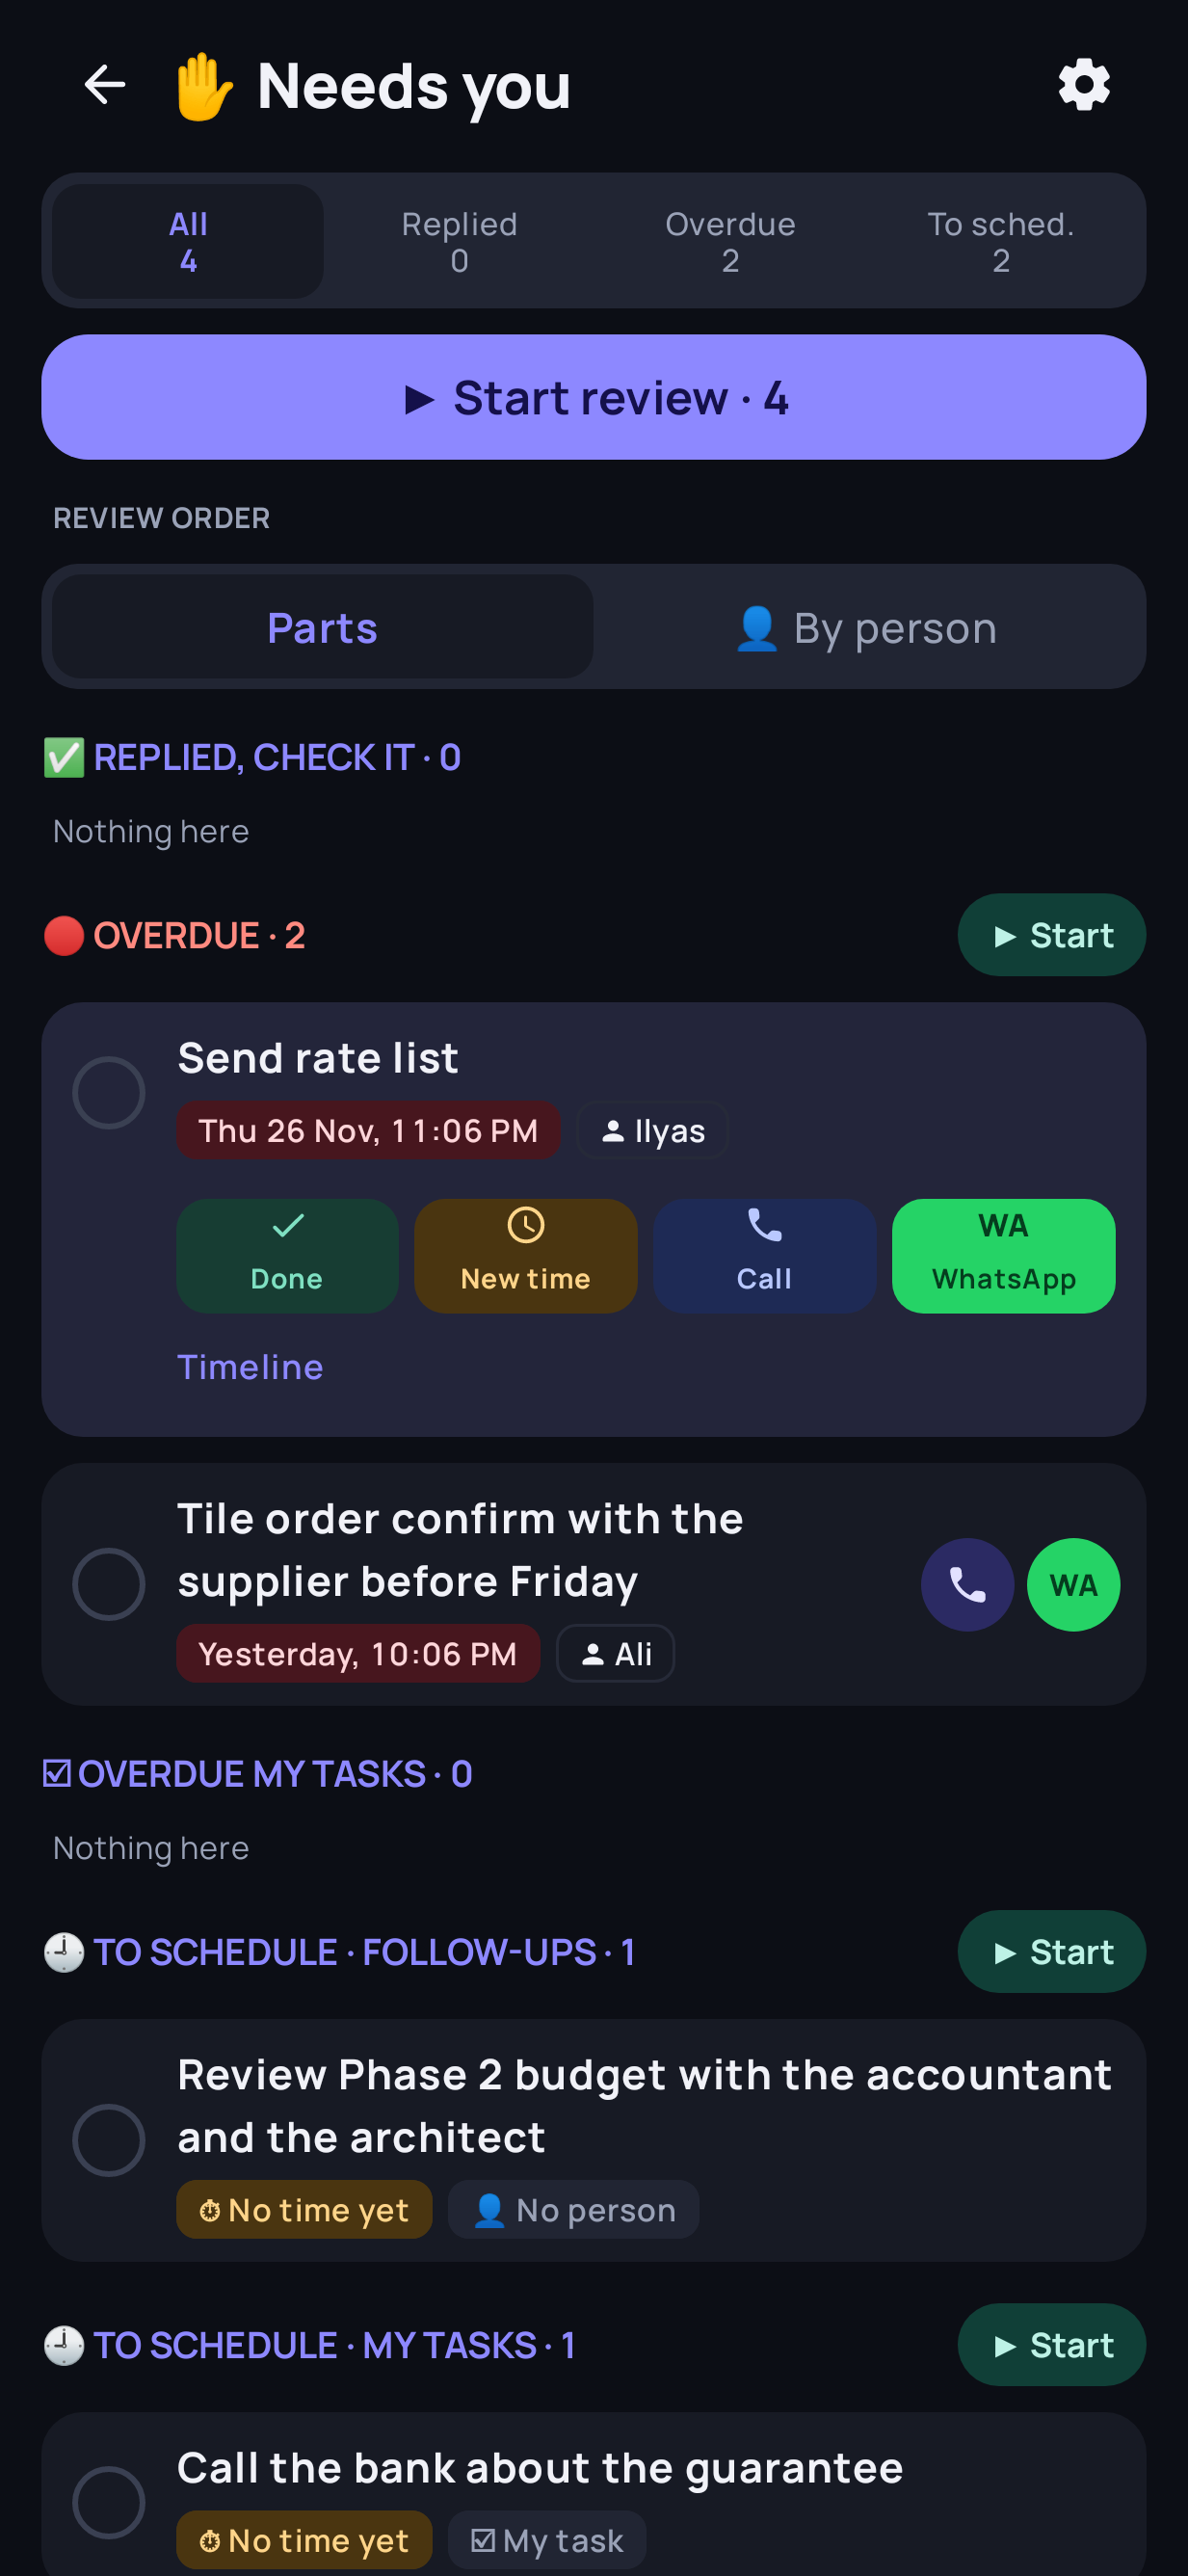 ✋ Needs you
All
4
Replied
0
Overdue
2
To sched.
2
▶ Start review · 4
REVIEW ORDER
Parts
👤 By person
✅ REPLIED, CHECK IT · 0
Nothing here
🔴 OVERDUE · 2
▶ Start
Send rate list
Thu 26 Nov, 11:06 PM
Ilyas
Done
New time
Call
WA
WhatsApp
Timeline
Tile order confirm with the
supplier before Friday
WA
Yesterday, 10:06 PM
Ali
☑ OVERDUE MY TASKS · 0
Nothing here
🕘 TO SCHEDULE · FOLLOW-UPS · 1
▶ Start
Review Phase 2 budget with the accountant
and the architect
⏱ No time yet
👤 No person
🕘 TO SCHEDULE · MY TASKS · 1
▶ Start
Call the bank about the guarantee
⏱ No time yet
☑ My task